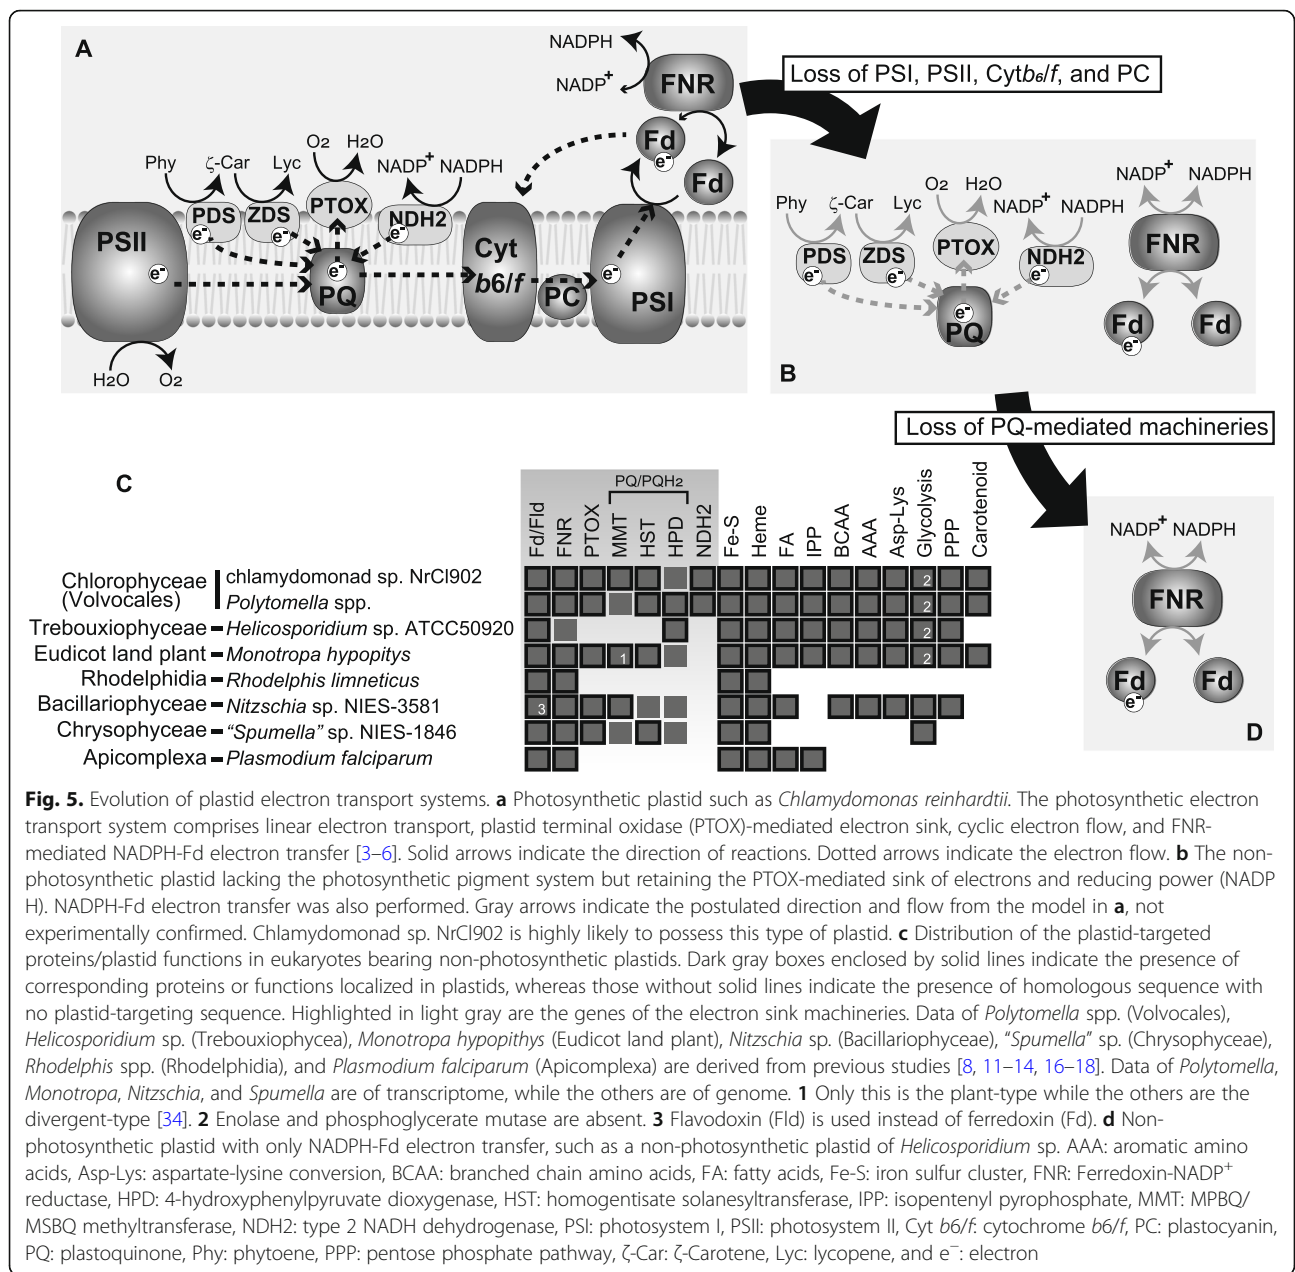 A
NADPH
NADP+
FNR
Fd
e-
Fd
Loss of PSI, PSII, Cytb6/f, and PC
Phy
ζ-Car
Lyc
O2
H2O
NADP+
NADPH
PDS
e-
ZDS
e-
PTOX
NDH2
e-
PSII
e-
e-
PQ
Cyt
b6/f
PC
e-
PSI
H2O
O2
Phy
ζ-Car
Lyc
O2
H2O
NADP+
NADPH
PDS
e-
ZDS
e-
PTOX
NDH2
e-
e-
PQ
NADP+
NADPH
FNR
Fd
e-
Fd
B
Loss of PQ-mediated machineries
C
PQ/PQH2
Fd/Fld
FNR
PTOX
MMT
HST
HPD
NDH2
Fe-S
Heme
FA
IPP
BCAA
AAA
Asp-Lys
Glycolysis
PPP
Carotenoid
Chlorophyceae
(Volvocales)
chlamydomonad sp. NrCl902
2
Polytomella spp.
2
Trebouxiophyceae Helicosporidium sp. ATCC50920
2
Eudicot land plant Monotropa hypopitys
1
2
Rhodelphidia Rhodelphis limneticus
Bacillariophyceae Nitzschia sp. NIES-3581
3
Chrysophyceae “Spumella” sp. NIES-1846
Apicomplexa Plasmodium falciparum
NADP+ NADPH
FNR
Fd
e-
Fd
D
Fig. 5. Evolution of plastid electron transport systems. a Photosynthetic plastid such as Chlamydomonas reinhardtii. The photosynthetic electron
transport system comprises linear electron transport, plastid terminal oxidase (PTOX)-mediated electron sink, cyclic electron flow, and FNR-
mediated NADPH-Fd electron transfer [3–6]. Solid arrows indicate the direction of reactions. Dotted arrows indicate the electron flow. b The non-
photosynthetic plastid lacking the photosynthetic pigment system but retaining the PTOX-mediated sink of electrons and reducing power (NADP
H). NADPH-Fd electron transfer was also performed. Gray arrows indicate the postulated direction and flow from the model in a, not
experimentally confirmed. Chlamydomonad sp. NrCl902 is highly likely to possess this type of plastid. c Distribution of the plastid-targeted
proteins/plastid functions in eukaryotes bearing non-photosynthetic plastids. Dark gray boxes enclosed by solid lines indicate the presence of
corresponding proteins or functions localized in plastids, whereas those without solid lines indicate the presence of homologous sequence with
no plastid-targeting sequence. Highlighted in light gray are the genes of the electron sink machineries. Data of Polytomella spp. (Volvocales),
Helicosporidium sp. (Trebouxiophycea), Monotropa hypopithys (Eudicot land plant), Nitzschia sp. (Bacillariophyceae), “Spumella” sp. (Chrysophyceae),
Rhodelphis spp. (Rhodelphidia), and Plasmodium falciparum (Apicomplexa) are derived from previous studies [8, 11–14, 16–18]. Data of Polytomella,
Monotropa, Nitzschia, and Spumella are of transcriptome, while the others are of genome. 1 Only this is the plant-type while the others are the
divergent-type [34]. 2 Enolase and phosphoglycerate mutase are absent. 3 Flavodoxin (Fld) is used instead of ferredoxin (Fd). d Non-
photosynthetic plastid with only NADPH-Fd electron transfer, such as a non-photosynthetic plastid of Helicosporidium sp. AAA: aromatic amino
acids, Asp-Lys: aspartate-lysine conversion, BCAA: branched chain amino acids, FA: fatty acids, Fe-S: iron sulfur cluster, FNR: Ferredoxin-NADP+
reductase, HPD: 4-hydroxyphenylpyruvate dioxygenase, HST: homogentisate solanesyltransferase, IPP: isopentenyl pyrophosphate, MMT: MPBQ/
MSBQ methyltransferase, NDH2: type 2 NADH dehydrogenase, PSI: photosystem I, PSII: photosystem II, Cyt b6/f: cytochrome b6/f, PC: plastocyanin,
PQ: plastoquinone, Phy: phytoene, PPP: pentose phosphate pathway, ζ-Car: ζ-Carotene, Lyc: lycopene, and e−: electron